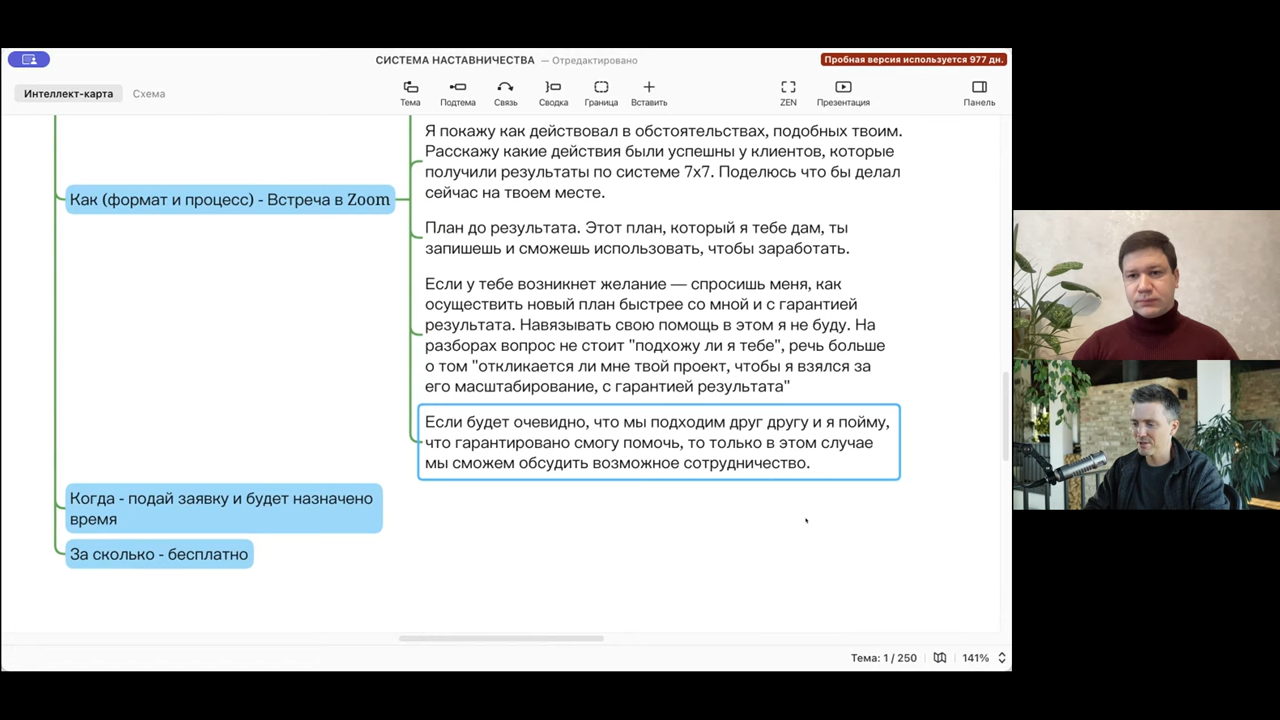 СИСТЕМА НАСТАВНИЧЕСТВА — Отредактировано
Пробная версия используется 977 дн.
Интеллект-карта
Схема
Тема
Подтема
Связь
Сводка
Граница
Вставить
ZEN
Презентация
Панель
Я покажу как действовал в обстоятельствах, подобных твоим.
Расскажу какие действия были успешны у клиентов, которые
получили результаты по системе 7x7. Поделюсь что бы делал
сейчас на твоем месте.
Как (формат и процесс) - Встреча в Zoom
План до результата. Этот план, который я тебе дам, ты
запишешь и сможешь использовать, чтобы заработать.
Если у тебе возникнет желание — спросишь меня, как
осуществить новый план быстрее со мной и с гарантией
результата. Навязывать свою помощь в этом я не буду. На
разборах вопрос не стоит "подхожу ли я тебе", речь больше
о том "откликается ли мне твой проект, чтобы я взялся за
его масштабирование, с гарантией результата"
Если будет очевидно, что мы подходим друг другу и я пойму,
что гарантировано смогу помочь, то только в этом случае
мы сможем обсудить возможное сотрудничество.
Когда - подай заявку и будет назначено
время
За сколько - бесплатно
Тема: 1 / 250
141%